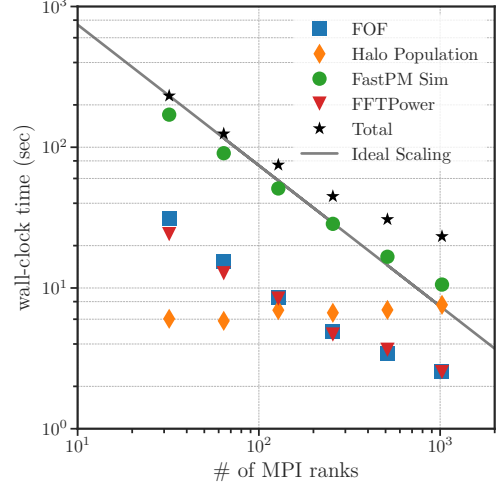 10³
10²
10¹
10⁰
wall-clock time (sec)
FOF
Halo Population
FastPM Sim
FFTPower
Total
Ideal Scaling
10¹
10²
10³
# of MPI ranks